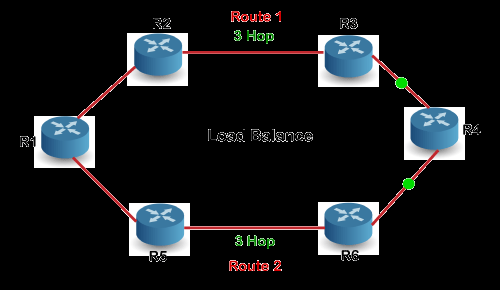 Route 1
R2
3 Hop
R3
R1
Load Balance
R4
R5
3 Hop
R6
Route 2